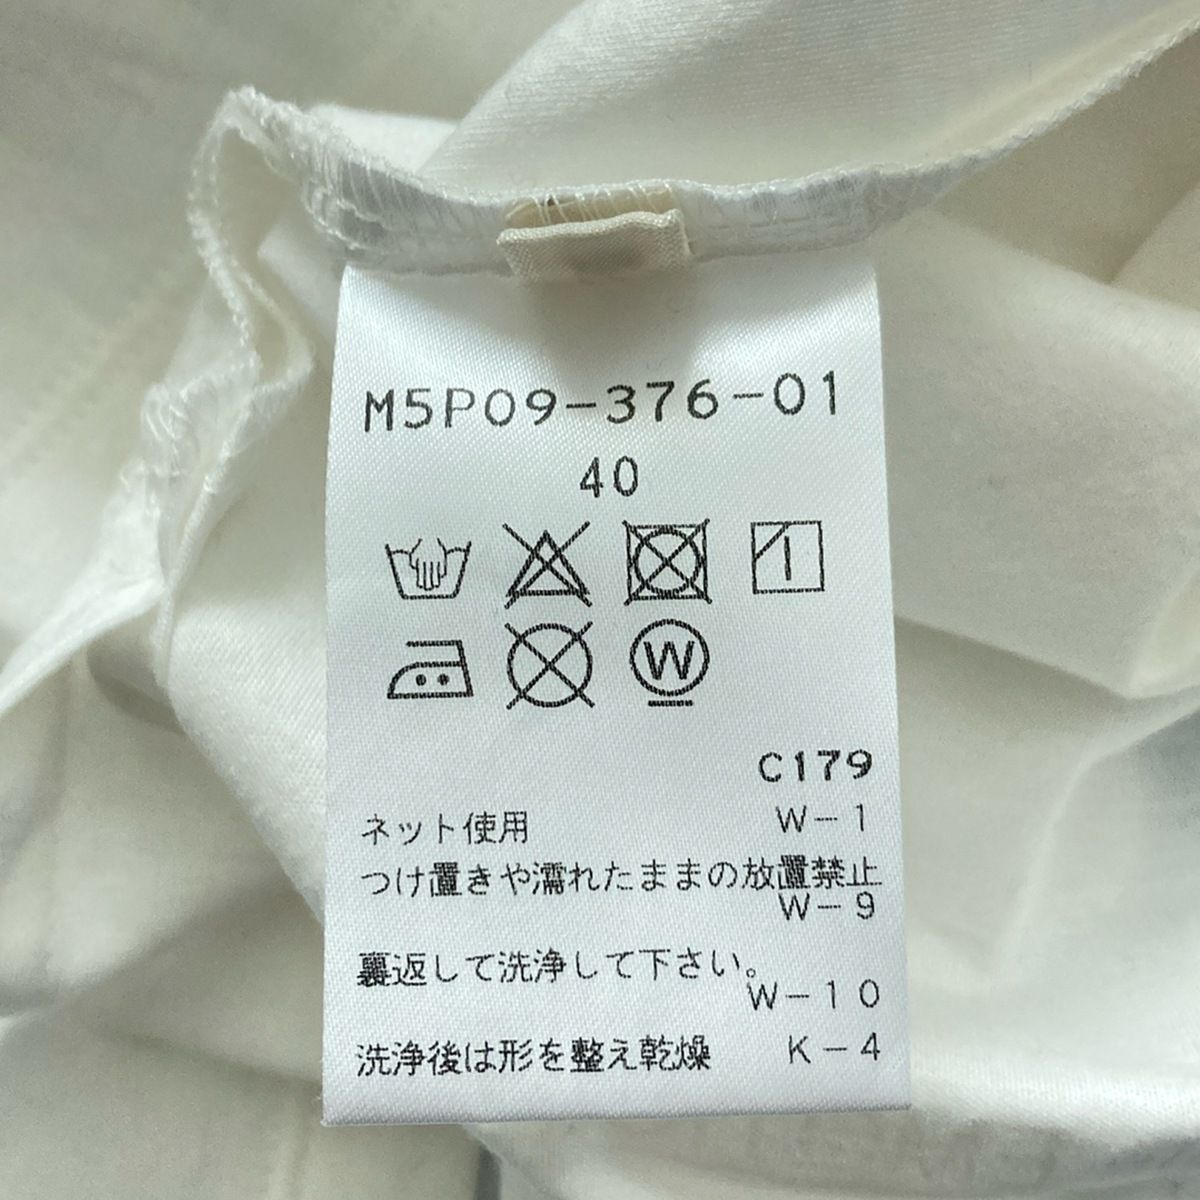 M5P09-376-01
40
W
C179
ネット使用 W-1
つけ置きや濡れたままの放置禁止
W-9
裏返して洗浄して下さい。
W-10
洗浄後は形を整え乾燥 K-4